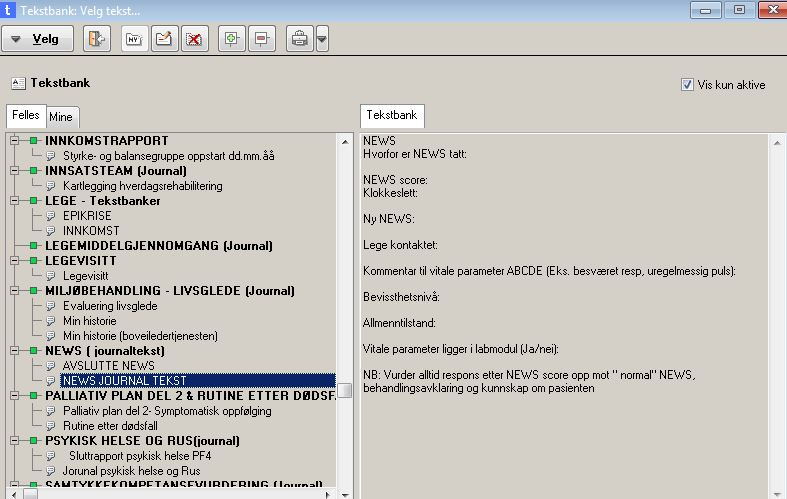 t Tekstbank: Velg tekst...
Velg
NY
Tekstbank
Vis kun aktive
Felles Mine
INNKOMSTRAPPORT
Styrke- og balansegruppe oppstart dd.mm.åå
INNSATSTEAM (Journal)
Kartlegging hverdagsrehabilitering
LEGE - Tekstbanker
EPIKRISE
INNKOMST
LEGEMIDDELGJENNOMGANG (Journal)
LEGEVISITT
Legevisitt
MILJØBEHANDLING - LIVSGLEDE (Journal)
Evaluering livsglede
Min historie
Min historie (boveiledertjenesten)
NEWS ( journaltekst)
AVSLUTTE NEWS
NEWS JOURNAL TEKST
PALLIATIV PLAN DEL 2 & RUTINE ETTER DØDSF
Palliativ plan del 2- Symptomatisk oppfølging
Rutine etter dødsfall
PSYKISK HELSE OG RUS(journal)
Sluttrapport psykisk helse PF4
Jorunal psykisk helse og Rus
SAMTYKKEKOMPETANSEVURDERING (Journal)
Tekstbank
NEWS
Hvorfor er NEWS tatt:
NEWS score:
Klokkeslett:
Ny NEWS:
Lege kontaktet:
Kommentar til vitale parameter ABCDE (Eks. besværet resp, uregelmessig puls):
Bevissthetsnivå:
Allmenntilstand:
Vitale parameter ligger i labmodul (Ja/nei):
NB: Vurder alltid respons etter NEWS score opp mot " normal" NEWS,
behandlingsavklaring og kunnskap om pasienten